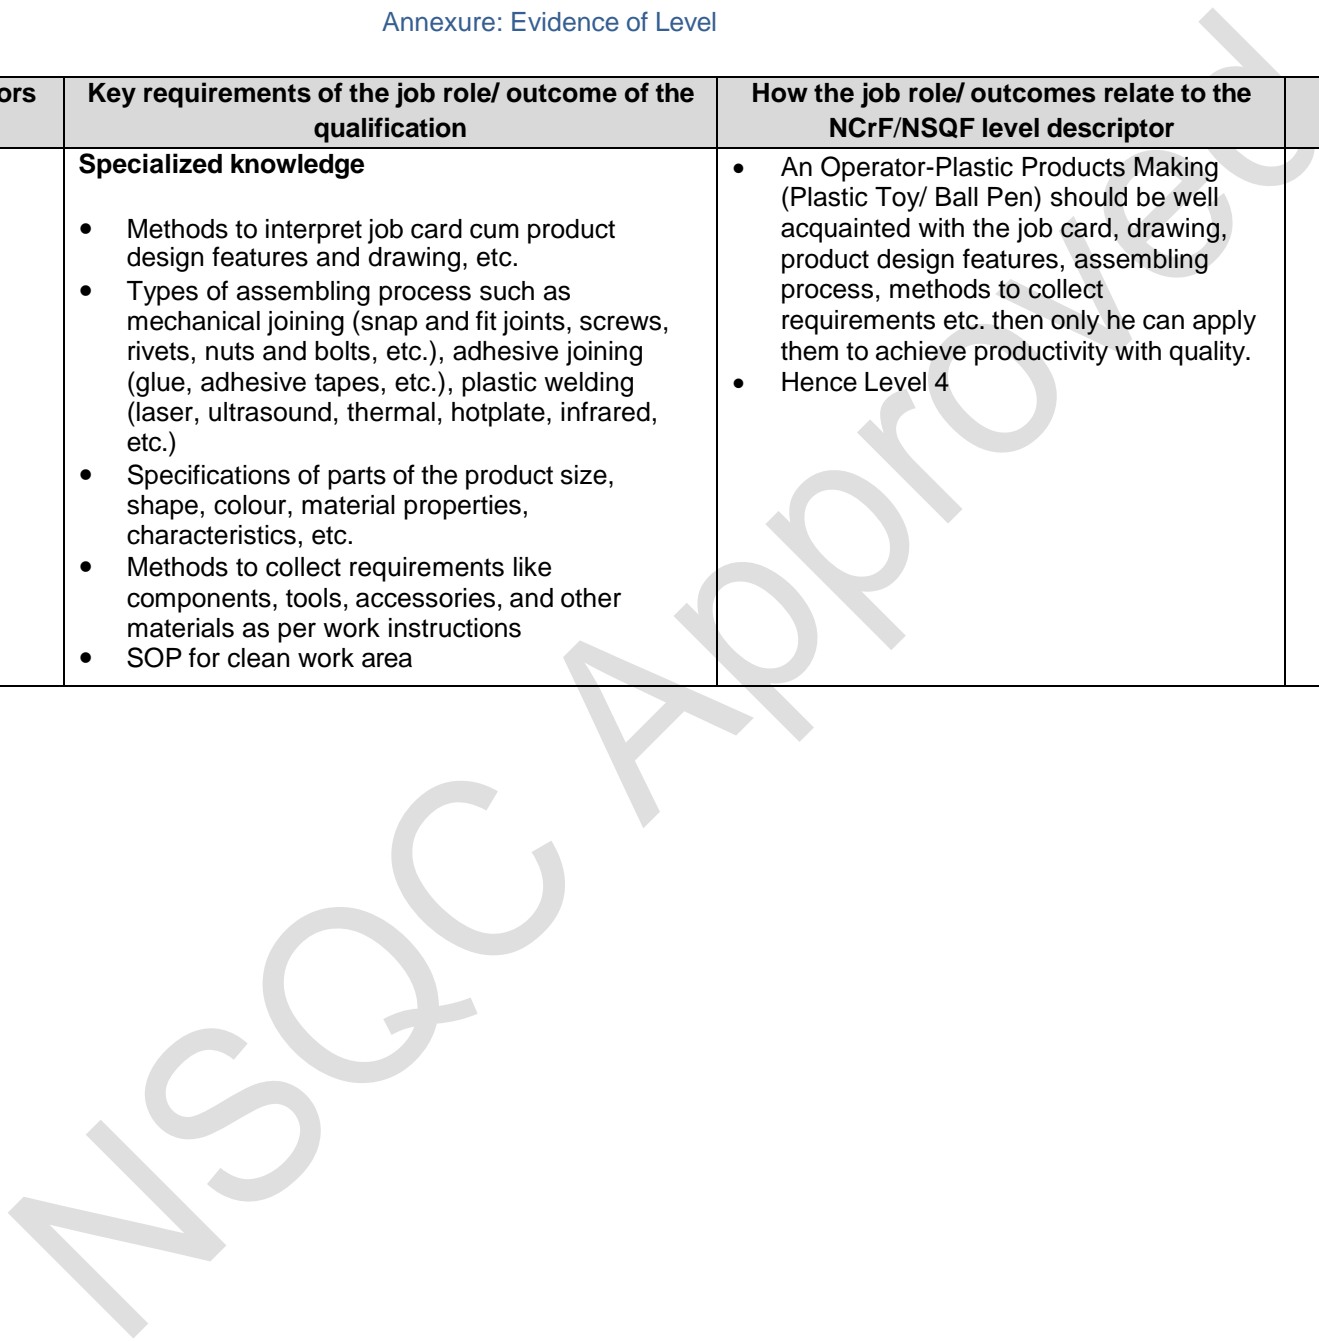 Annexure: Evidence of Level
ors
Key requirements of the job role/ outcome of the
qualification
How the job role/ outcomes relate to the
NCrF/NSQF level descriptor
Specialized knowledge
• Methods to interpret job card cum product
design features and drawing, etc.
• Types of assembling process such as
mechanical joining (snap and fit joints, screws,
rivets, nuts and bolts, etc.), adhesive joining
(glue, adhesive tapes, etc.), plastic welding
(laser, ultrasound, thermal, hotplate, infrared,
etc.)
• Specifications of parts of the product size,
shape, colour, material properties,
characteristics, etc.
• Methods to collect requirements like
components, tools, accessories, and other
materials as per work instructions
• SOP for clean work area
• An Operator-Plastic Products Making
(Plastic Toy/ Ball Pen) should be well
acquainted with the job card, drawing,
product design features, assembling
process, methods to collect
requirements etc. then only he can apply
them to achieve productivity with quality.
• Hence Level 4
NSQC Approved